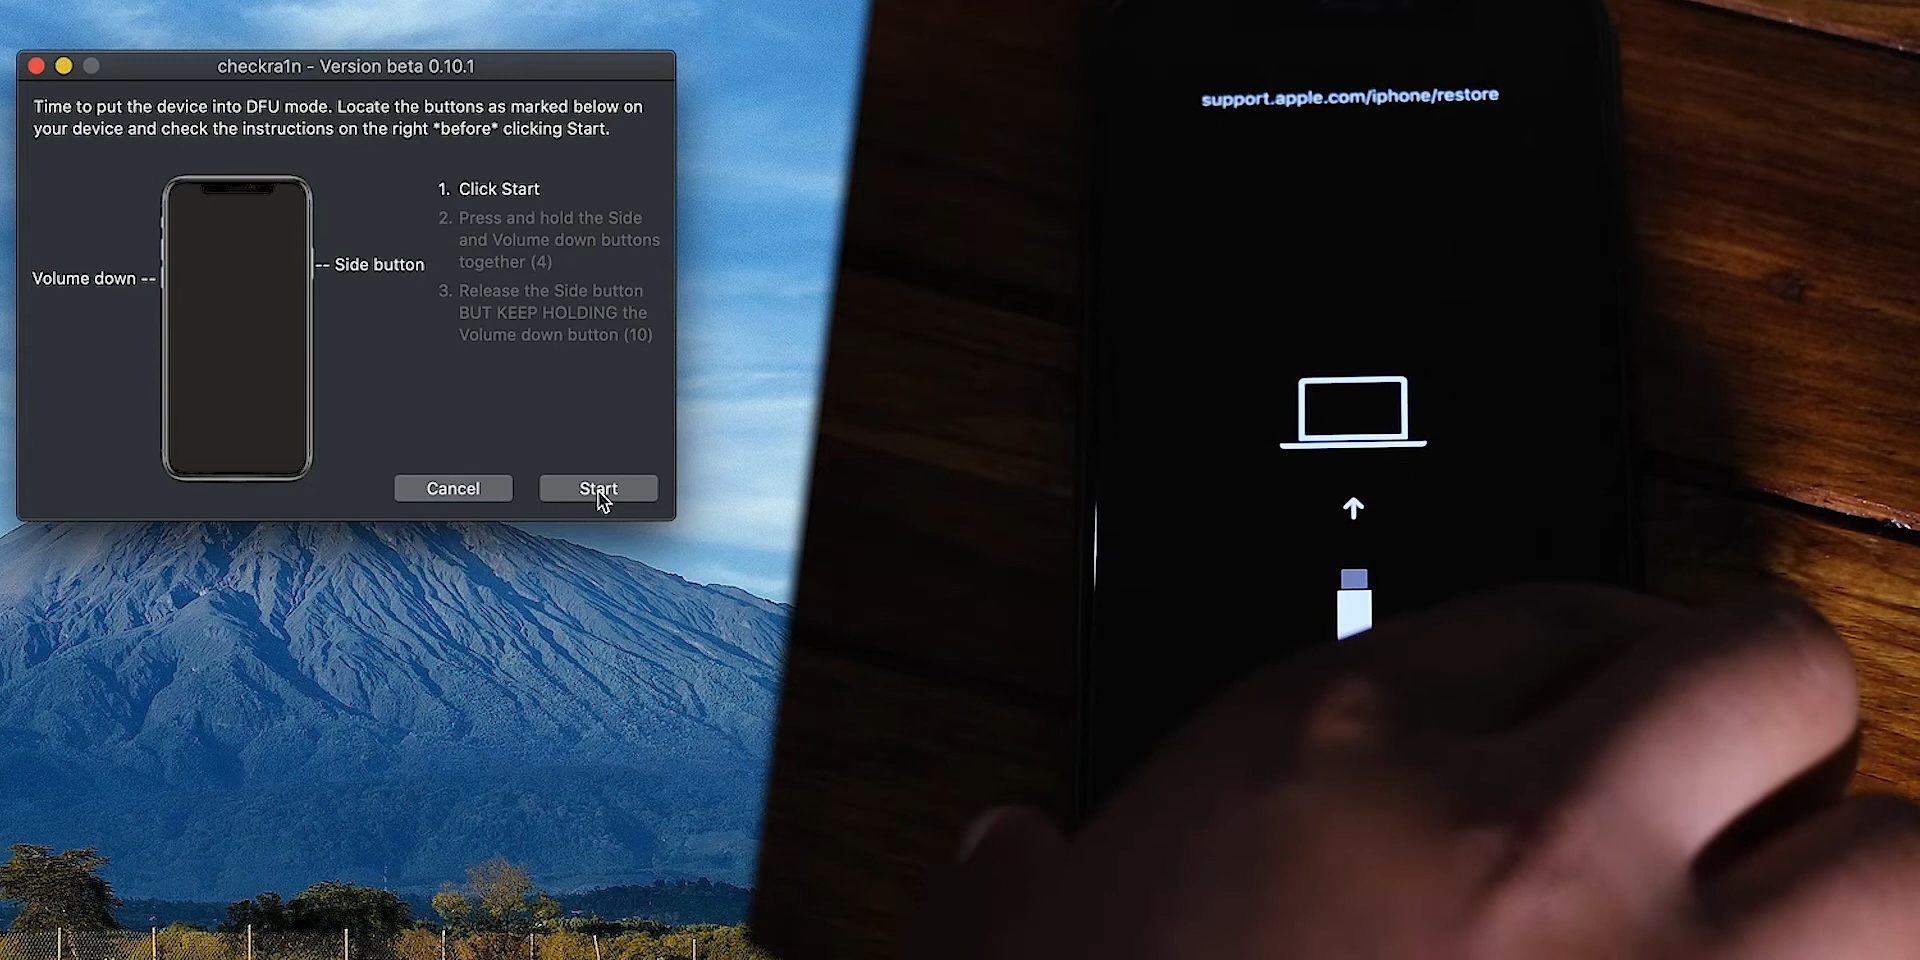 checkra1n - Version beta 0.10.1
Time to put the device into DFU mode. Locate the buttons as marked below on
your device and check the instructions on the right *before* clicking Start.
Volume down --
-- Side button
1. Click Start
2. Press and hold the Side
and Volume down buttons
together (4)
3. Release the Side button
BUT KEEP HOLDING the
Volume down button (10)
Cancel
Start
support.apple.com/iphone/restore